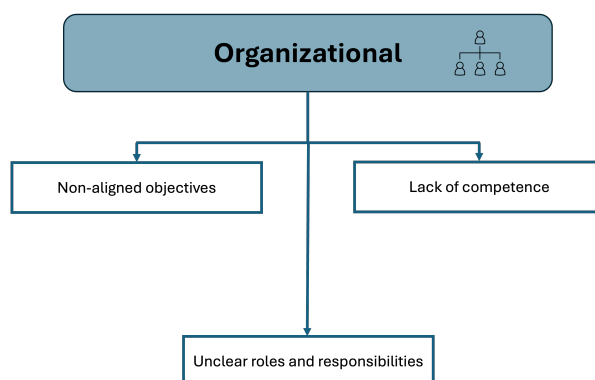 Organizational
Non-aligned objectives
Lack of competence
Unclear roles and responsibilities